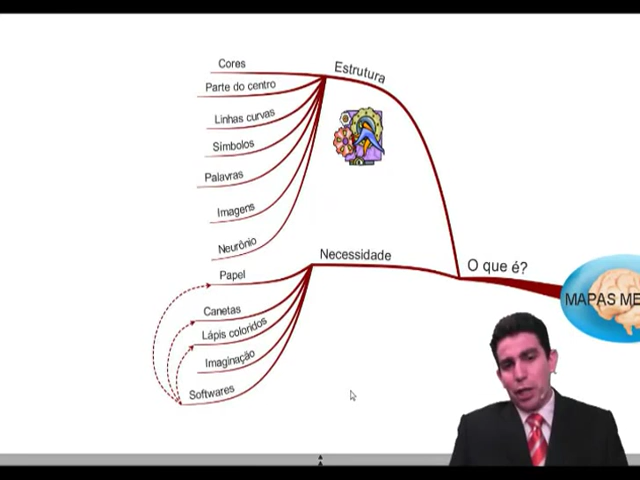 Cores
Parte do centro
Linhas curvas
Símbolos
Palavras
Imagens
Neurônio
Estrutura
Necessidade
Papel
Canetas
Lápis coloridos
Imaginação
Softwares
O que é?
MAPAS ME